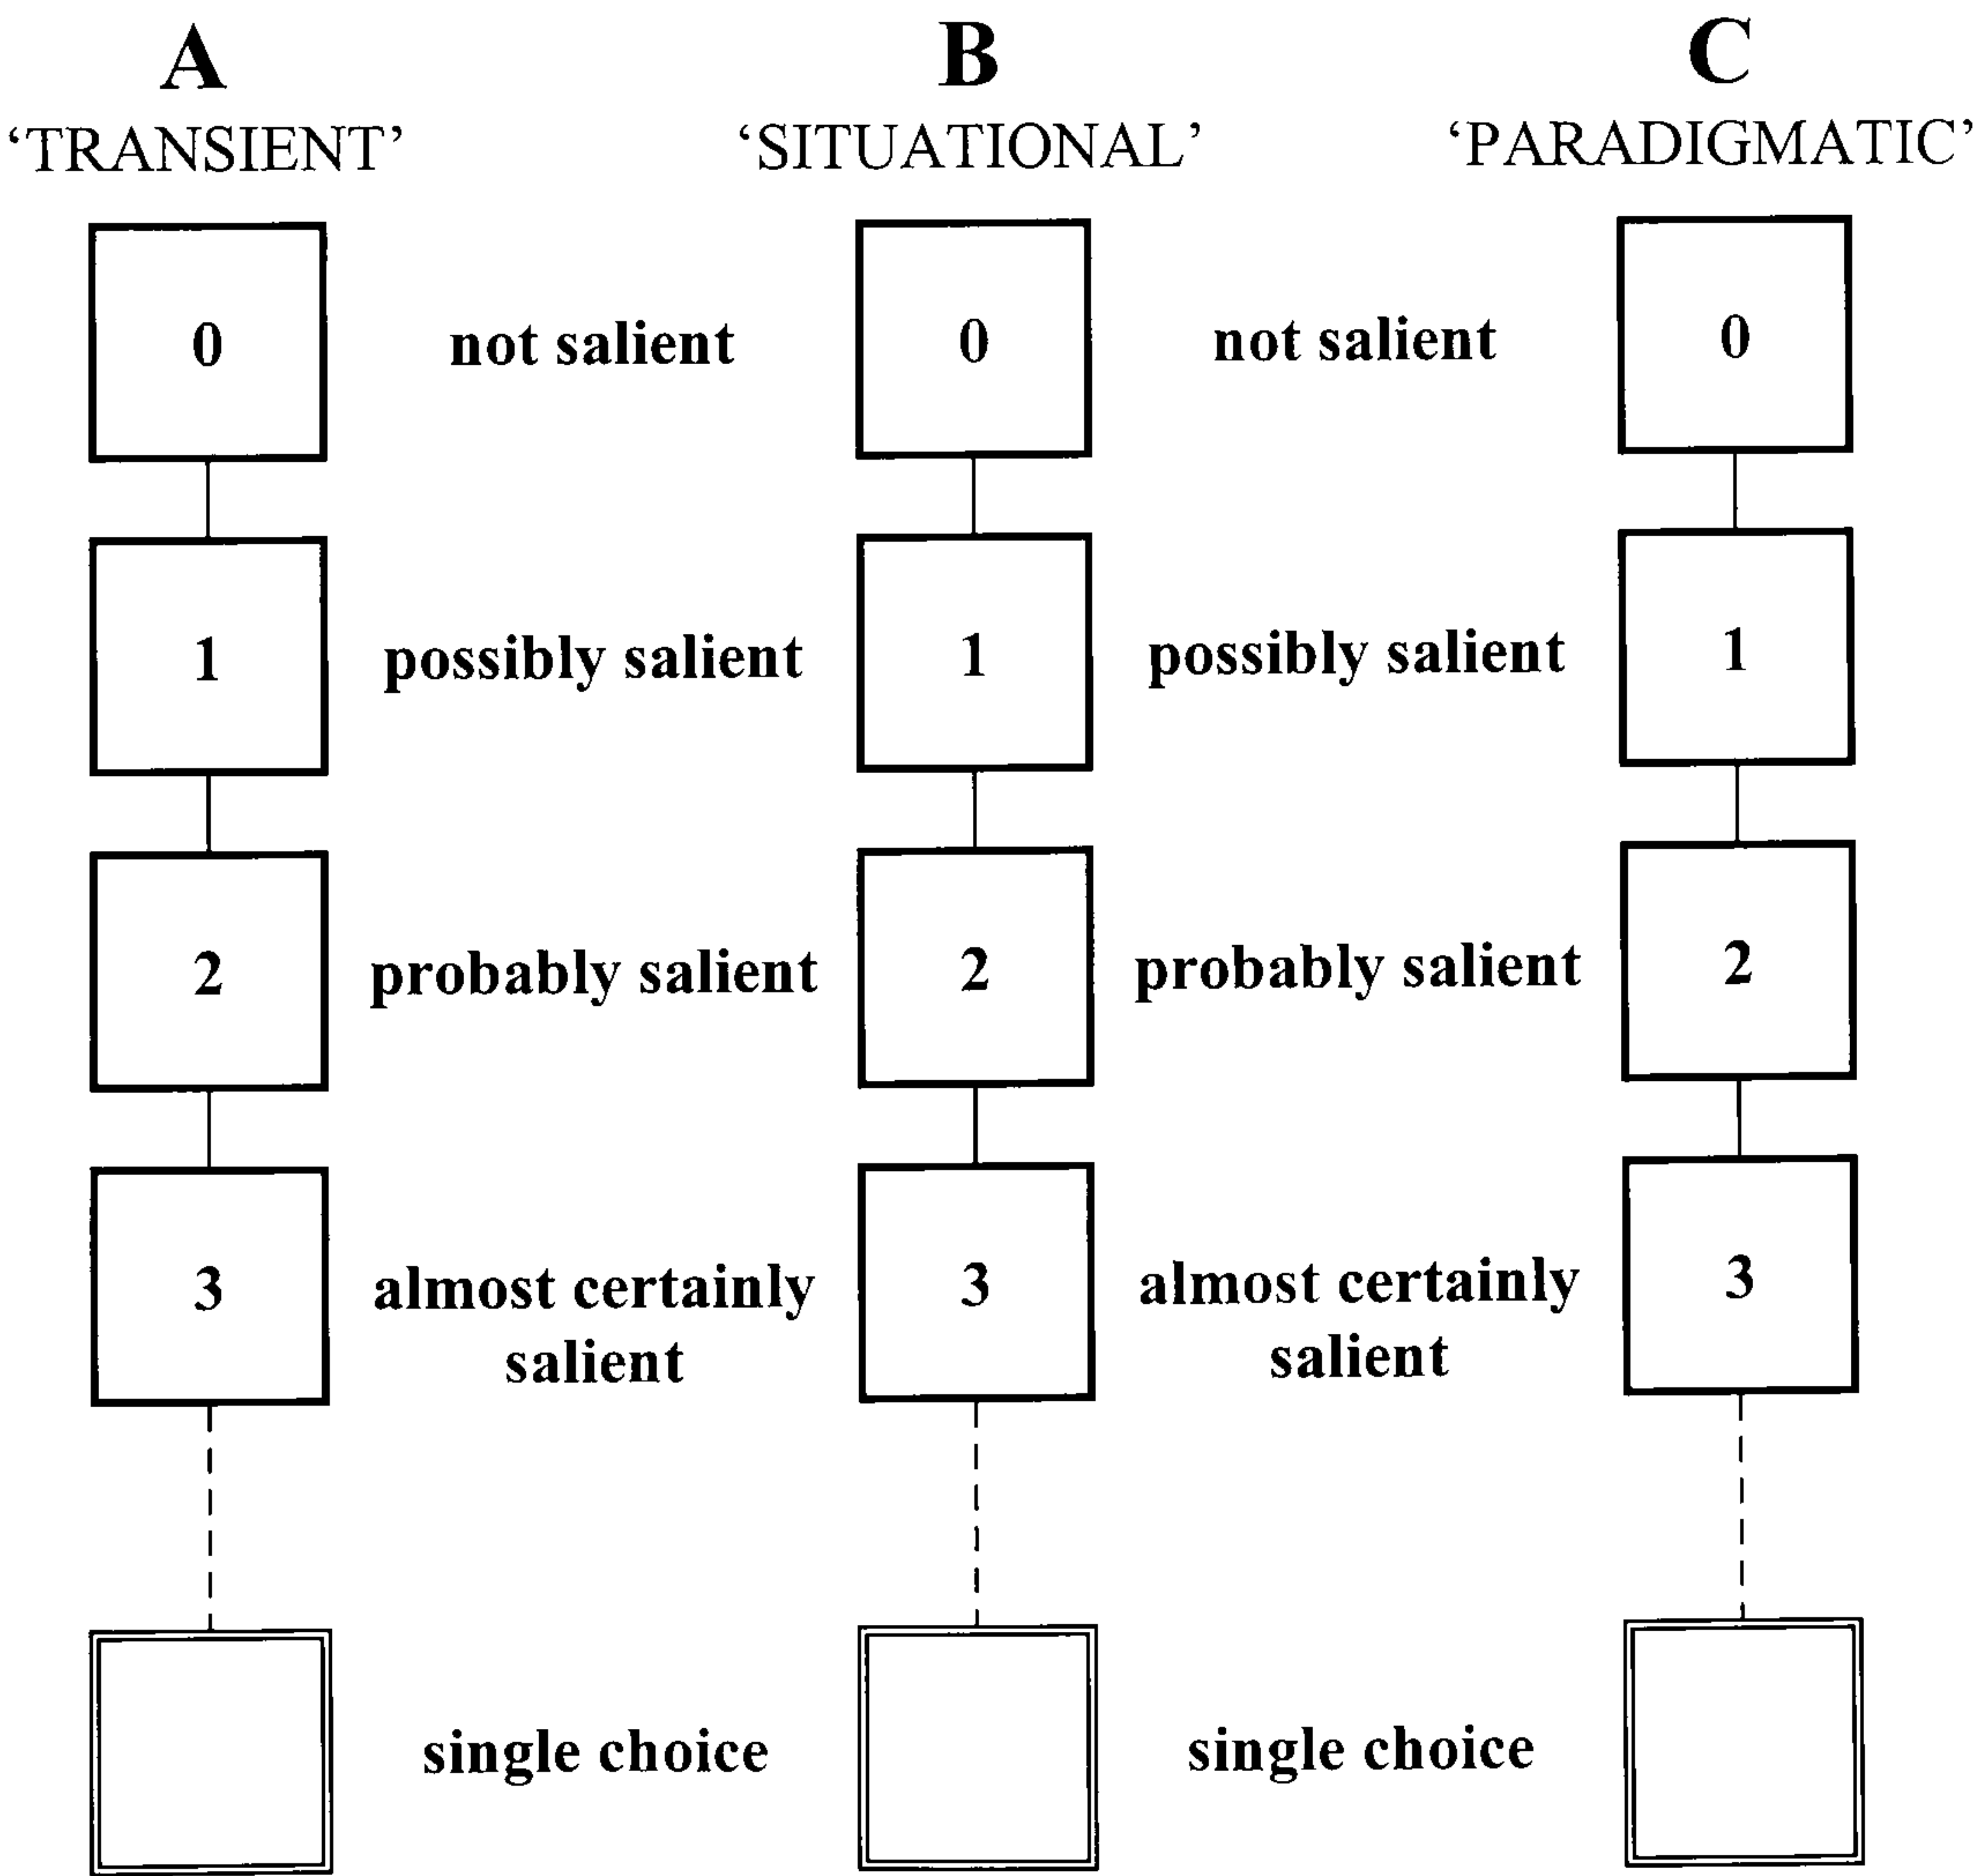 A B C
‘TRANSIENT’ ‘SITUATIONAL’ ‘PARADIGMATIC’
0 not salient 0 not salient 0
1 possibly salient 1 possibly salient 1
2 probably salient 2 probably salient 2
3 almost certainly 3 almost certainly 3
salient salient
single choice single choice